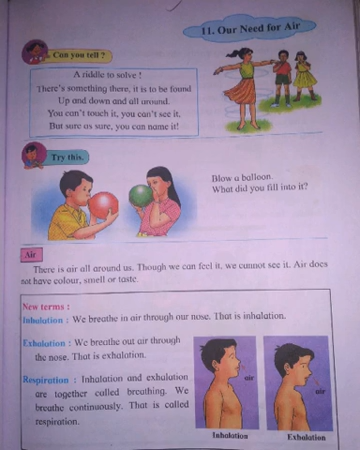 11. Our Need for Air
Can you tell ?
A riddle to solve !
There's something there, it is to be found
Up and down and all around.
You can't touch it, you can't see it,
But sure as sure, you can name it!
Try this.
Blow a balloon.
What did you fill into it?
Air
There is air all around us. Though we can feel it, we cannot see it. Air does
not have colour, smell or taste.
New terms :
Inhalation : We breathe in air through our nose. That is inhalation.
Exhalation : We breathe out air through
the nose. That is exhalation.
Respiration : Inhalation and exhalation
are together called breathing. We
breathe continuously. That is called
respiration.
air
air
Inhalation
Exhalation